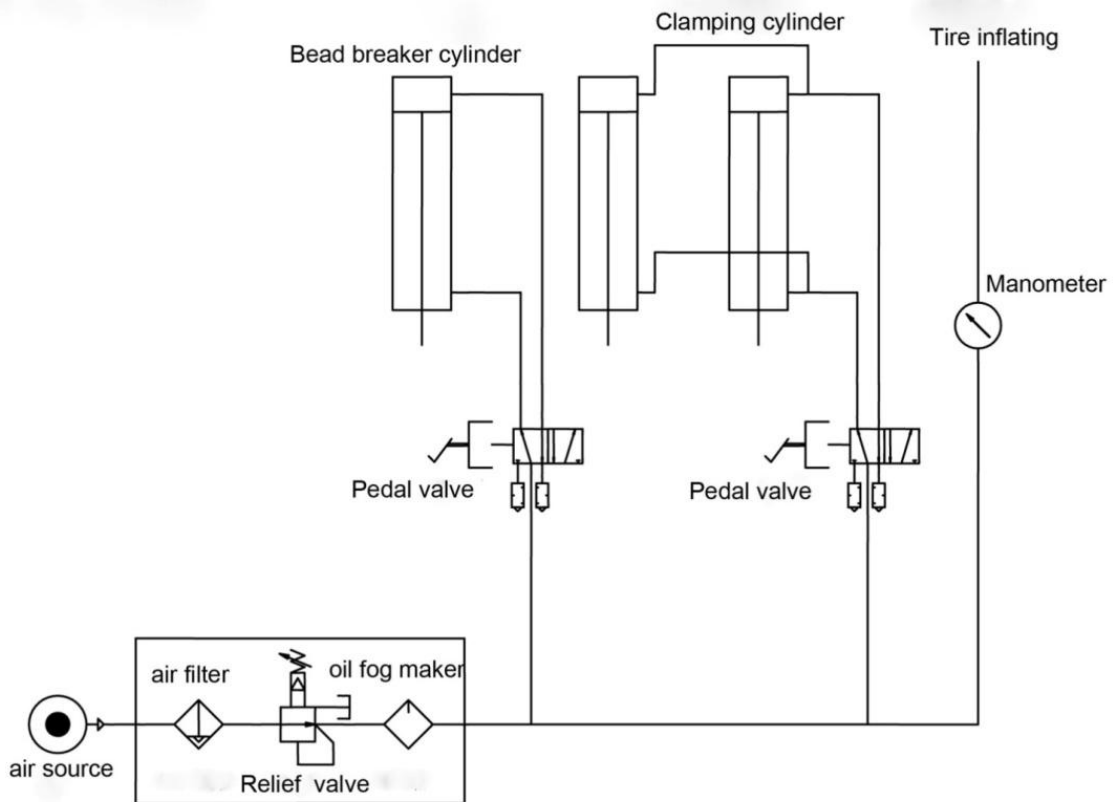 Clamping cylinder
Tire inflating
Bead breaker cylinder
Manometer
Pedal valve
Pedal valve
air filter
oil fog maker
air source
Relief valve